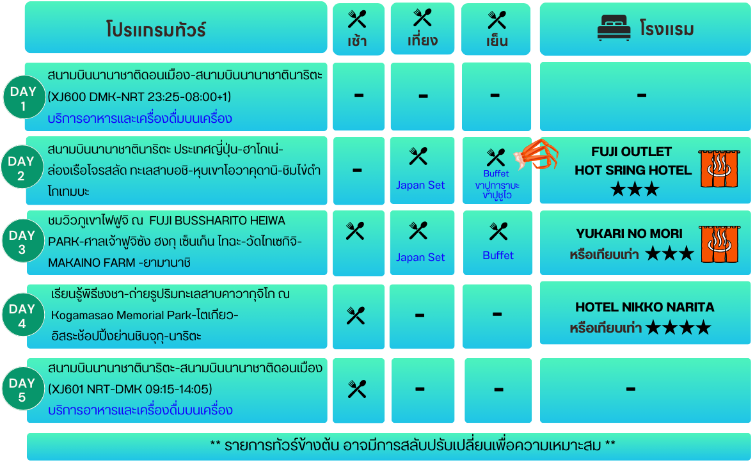 โปรแกรมทัวร์
เช้า
เที่ยง
เย็น
โรงแรม
DAY
1
สนามบินนานาชาติดอนเมือง-สนามบินนานาชาตินาริตะ
(XJ600 DMK-NRT 23:25-08:00+1)
บริการอาหารและเครื่องดื่มบนเครื่อง
-
-
-
-
DAY
2
สนามบินนานาชาตินาริตะ ประเทศญี่ปุ่น-ฮาโกเน่-
ล่องเรือโจรสลัด ทะเลสาบอชิ-หุบเขาโอวาคุดานิ-ชิมไข่ดำ
โกเทมบะ
-
Japan Set
Buffet
ขาปูทาราบะ
ขาปูซูไว
FUJI OUTLET
HOT SRING HOTEL
★★★
DAY
3
ชมวิวภูเขาไฟฟูจิ ณ FUJI BUSSHARITO HEIWA
PARK-ศาลเจ้าฟูจิซัง ฮงกุ เซ็นเก็น ไทฉะ-วัดไทเซกิจิ-
MAKAINO FARM -ยามานาชิ
Japan Set
Buffet
YUKARI NO MORI
หรือเทียบเท่า ★★★
DAY
4
เรียนรู้พิธีชงชา-ถ่ายรูปริมทะเลสาบคาวากุจิโก ณ
Kogamasao Memorial Park-โตเกียว-
อิสระช้อปปิ้งย่านชินจุกุ-นาริตะ
-
-
HOTEL NIKKO NARITA
หรือเทียบเท่า ★★★★
DAY
5
สนามบินนานาชาตินาริตะ-สนามบินนานาชาติดอนเมือง
(XJ601 NRT-DMK 09:15-14:05)
บริการอาหารและเครื่องดื่มบนเครื่อง
-
-
-
** รายการทัวร์ข้างต้น อาจมีการสลับปรับเปลี่ยนเพื่อความเหมาะสม **